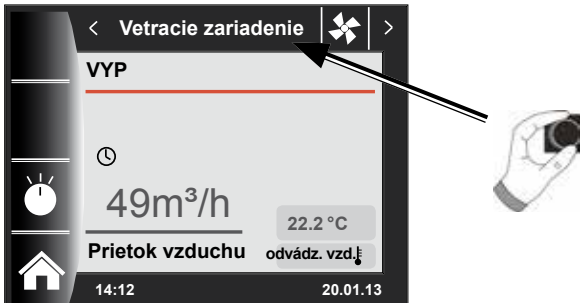 Vetracie zariadenie
VYP
49m³/h
22.2 °C
Prietok vzduchu
odvádz. vzd.
14:12
20.01.13